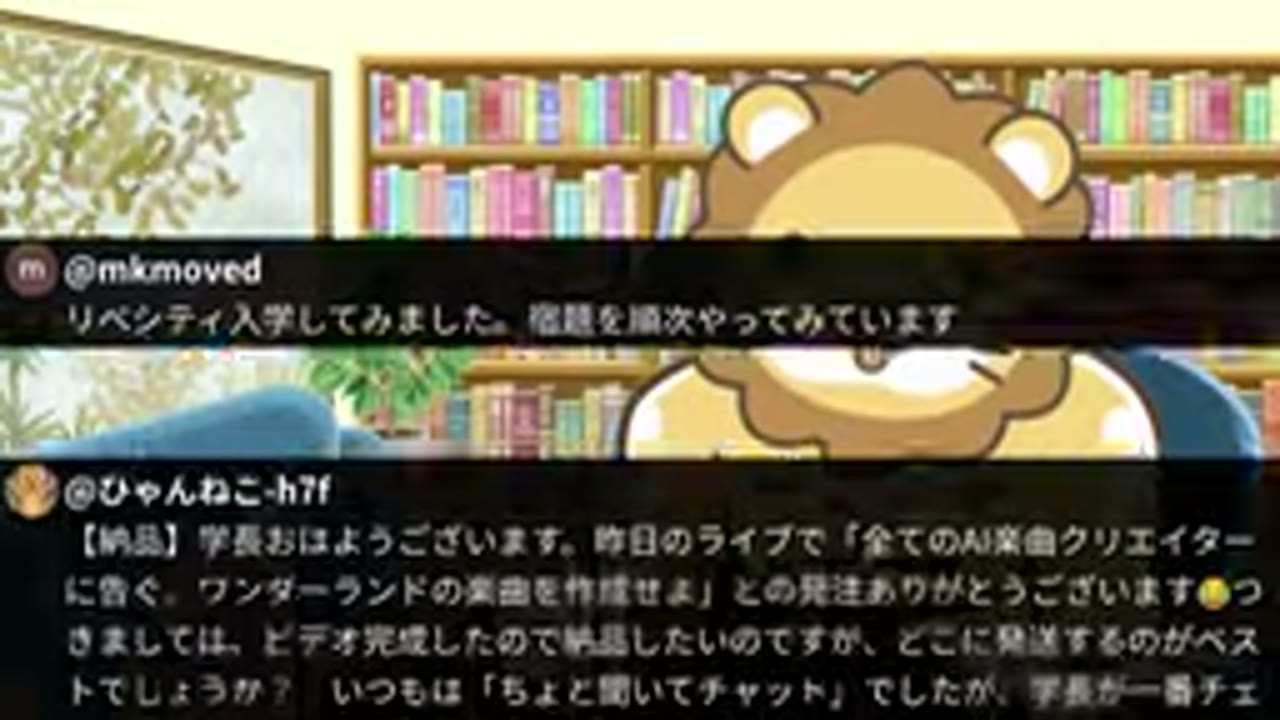 m @mkmoved
リベシティ入学してみました。宿題を順次やってみています
@ひゃんねこ-h7f
【納品】学長おはようございます。昨日のライブで「全てのAI楽曲クリエイター
に告ぐ。ワンダーランドの楽曲を作成せよ」との発注ありがとうございます😂つ
きましては、ビデオ完成したので納品したいのですが、どこに発送するのがベス
トでしょうか？　いつもは「ちょと聞いてチャット」でしたが、学長が一番チェ